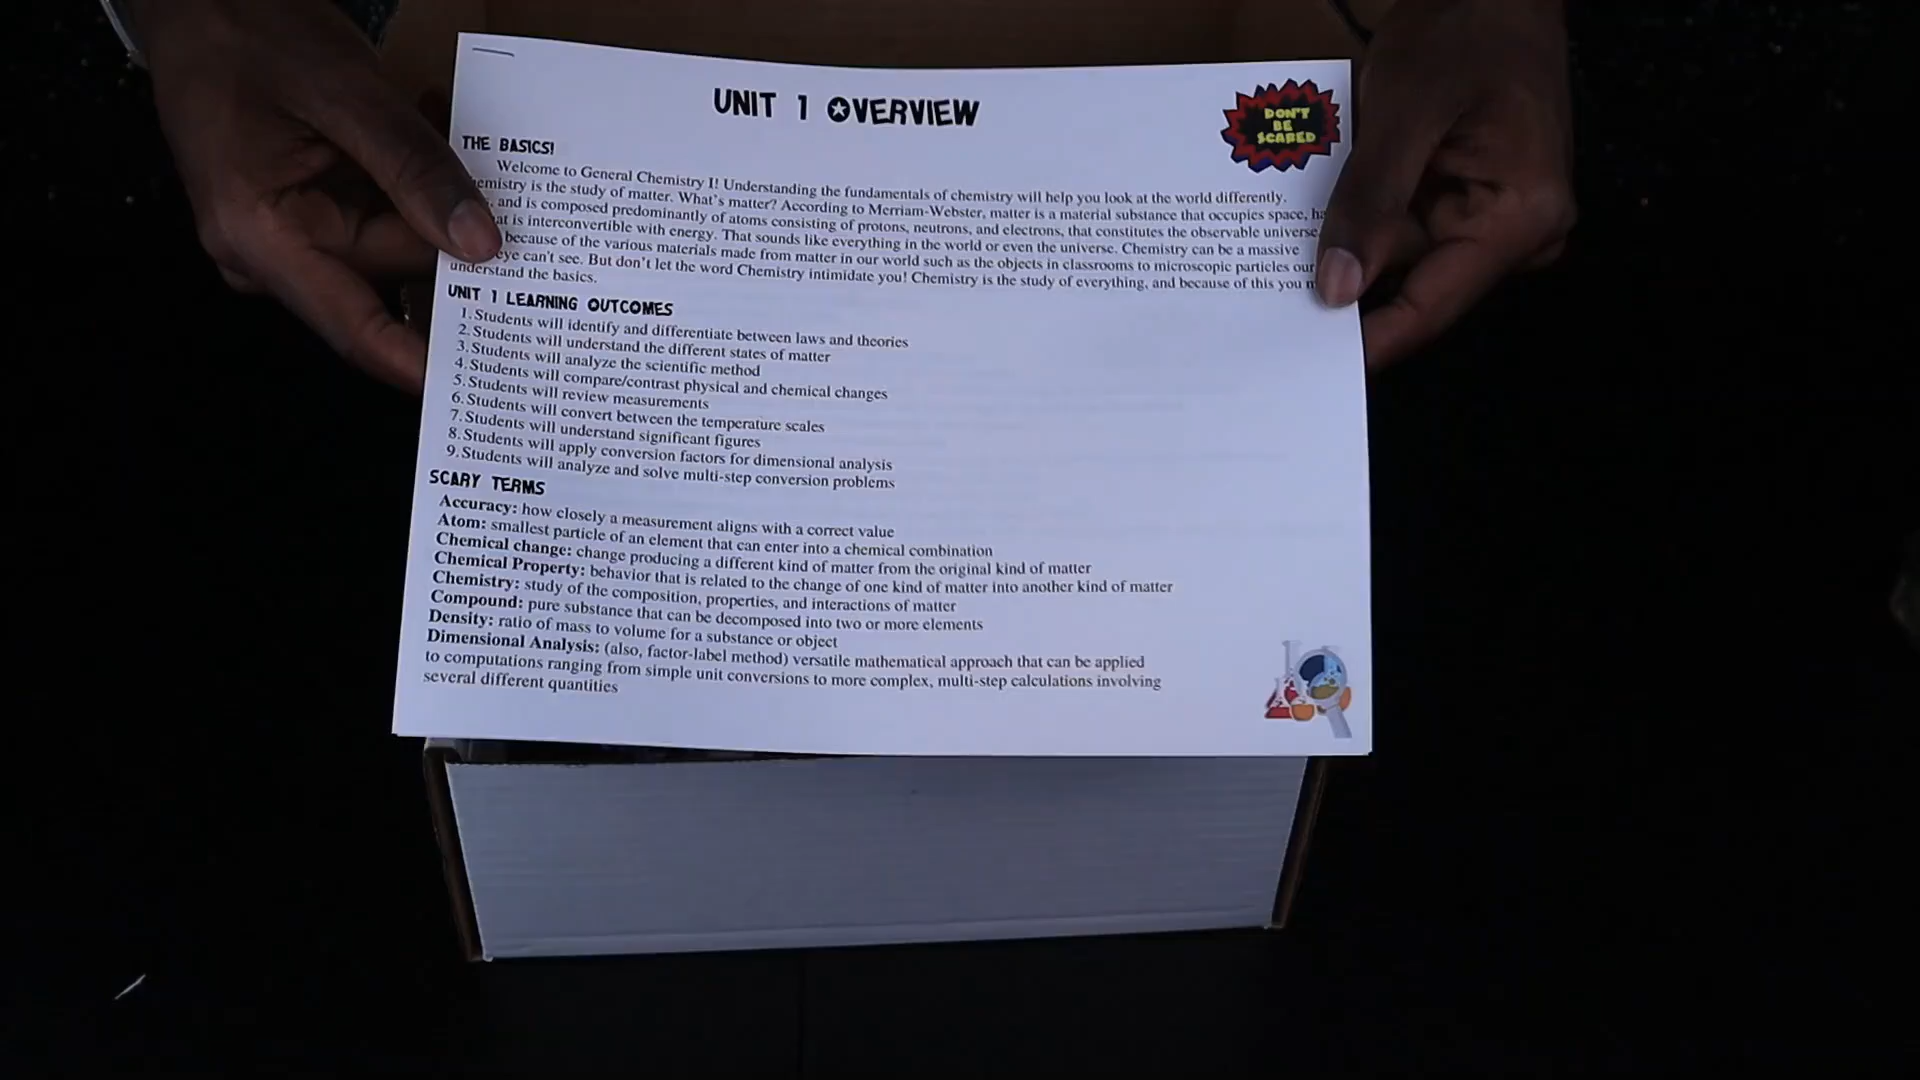 UNIT 1 OVERVIEW
DON'T
BE
SCARED
THE BASICS!
Welcome to General Chemistry I! Understanding the fundamentals of chemistry will help you look at the world differently.
is the study of matter. What's matter? According to Merriam-Webster, matter is a material substance that occupies space,
and is composed predominantly of atoms consisting of protons, neutrons, and electrons, that constitutes the observable universe,
is interconvertible with energy. That sounds like everything in the world or even the universe. Chemistry can be a massive
because of the various materials made from matter in our world such as the objects in classrooms to microscopic particles our
eye can't see. But don't let the word Chemistry intimidate you! Chemistry is the study of everything, and because of this you
understand the basics.
UNIT 1 LEARNING OUTCOMES
1. Students will identify and differentiate between laws and theories
2. Students will understand the different states of matter
3. Students will analyze the scientific method
4. Students will compare/contrast physical and chemical changes
5. Students will review measurements
6. Students will convert between the temperature scales
7. Students will understand significant figures
8. Students will apply conversion factors for dimensional analysis
9. Students will analyze and solve multi-step conversion problems
SCARY TERMS
Accuracy: how closely a measurement aligns with a correct value
Atom: smallest particle of an element that can enter into a chemical combination
Chemical change: change producing a different kind of matter from the original kind of matter
Chemical Property: behavior that is related to the change of one kind of matter into another kind of matter
Chemistry: study of the composition, properties, and interactions of matter
Compound: pure substance that can be decomposed into two or more elements
Density: ratio of mass to volume for a substance or object
Dimensional Analysis: (also, factor-label method) versatile mathematical approach that can be applied
to computations ranging from simple unit conversions to more complex, multi-step calculations involving
several different quantities